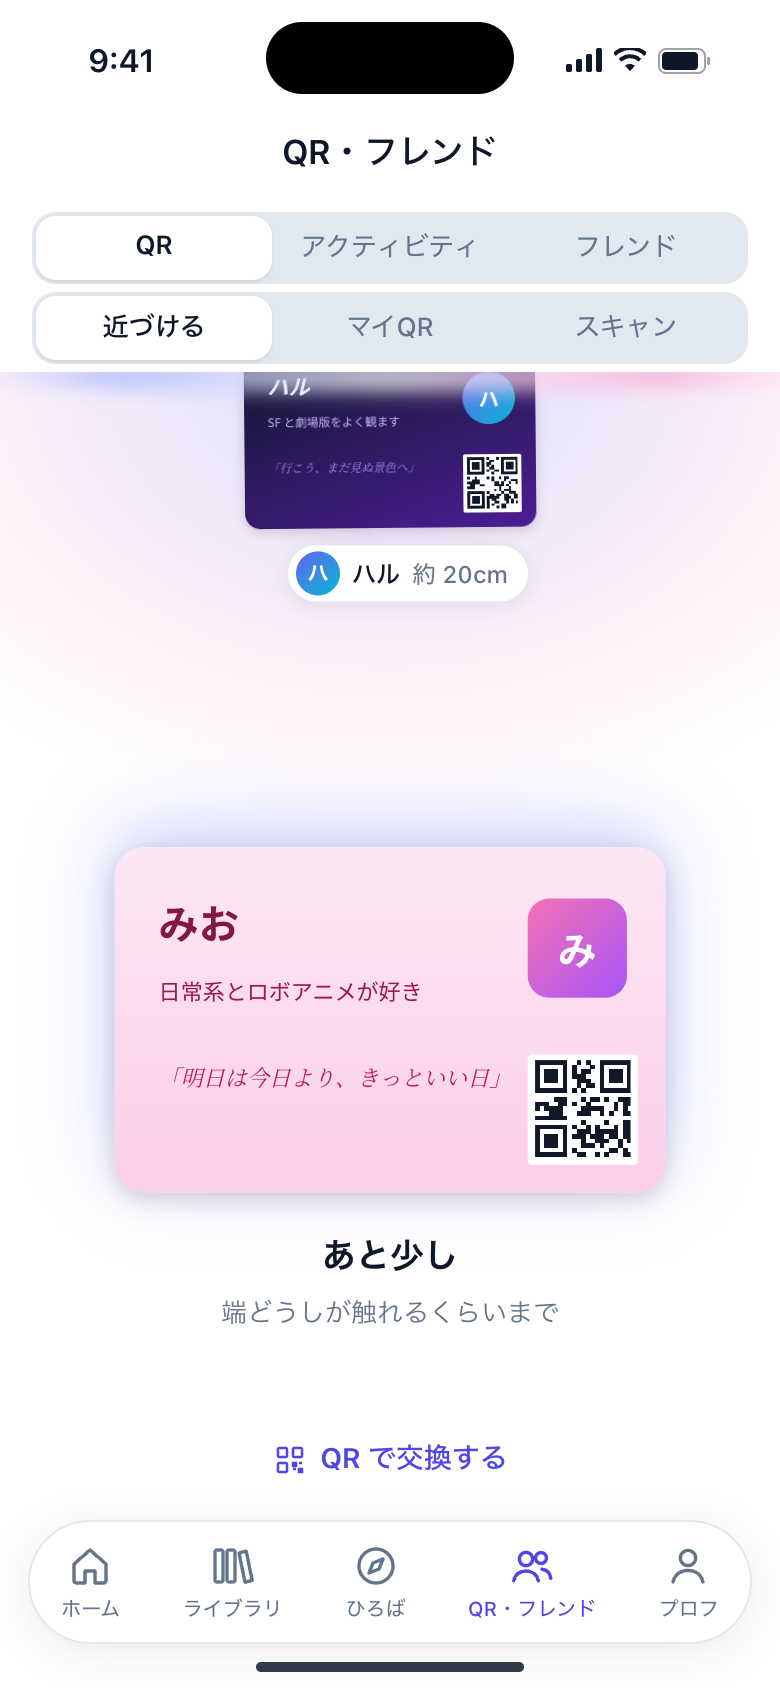 9:41
QR・フレンド
QR アクティビティ フレンド
近づける マイQR スキャン
ハル
ハ
SF と劇場版をよく観ます
「行こう、まだ見ぬ景色へ」
ハ ハル 約 20cm
みお
み
日常系とロボアニメが好き
「明日は今日より、きっといい日」
あと少し
端どうしが触れるくらいまで
QR で交換する
ホーム ライブラリ ひろば QR・フレンド プロフ